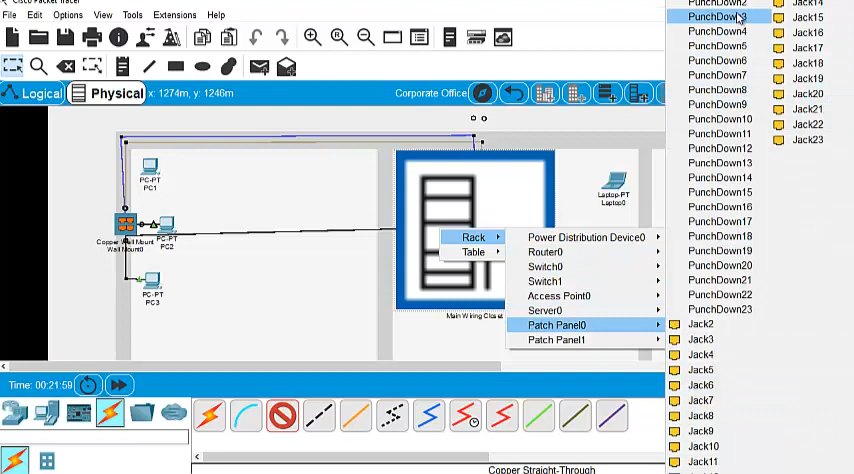 Cisco Packet Tracer
File Edit View Tools Extensions Help
Logical Physical x: 1274m, y: 1246m Corporate Office
PC-PT
PC1
PC-PT
PC2
Copper Wall Mount
Wall Mount0
PC-PT
PC3
Laptop-PT
Laptop0
Main Wiring Closet
Rack
Table
Power Distribution Device0
Router0
Switch0
Switch1
Access Point0
Server0
Patch Panel0
Patch Panel1
PunchDown2
PunchDown3
PunchDown4
PunchDown5
PunchDown6
PunchDown7
PunchDown8
PunchDown9
PunchDown10
PunchDown11
PunchDown12
PunchDown13
PunchDown14
PunchDown15
PunchDown16
PunchDown17
PunchDown18
PunchDown19
PunchDown20
PunchDown21
PunchDown22
PunchDown23
Jack2
Jack3
Jack4
Jack5
Jack6
Jack7
Jack8
Jack9
Jack10
Jack11
Jack14
Jack15
Jack16
Jack17
Jack18
Jack19
Jack20
Jack21
Jack22
Jack23
Time: 00:21:59
Copper Straight-Through